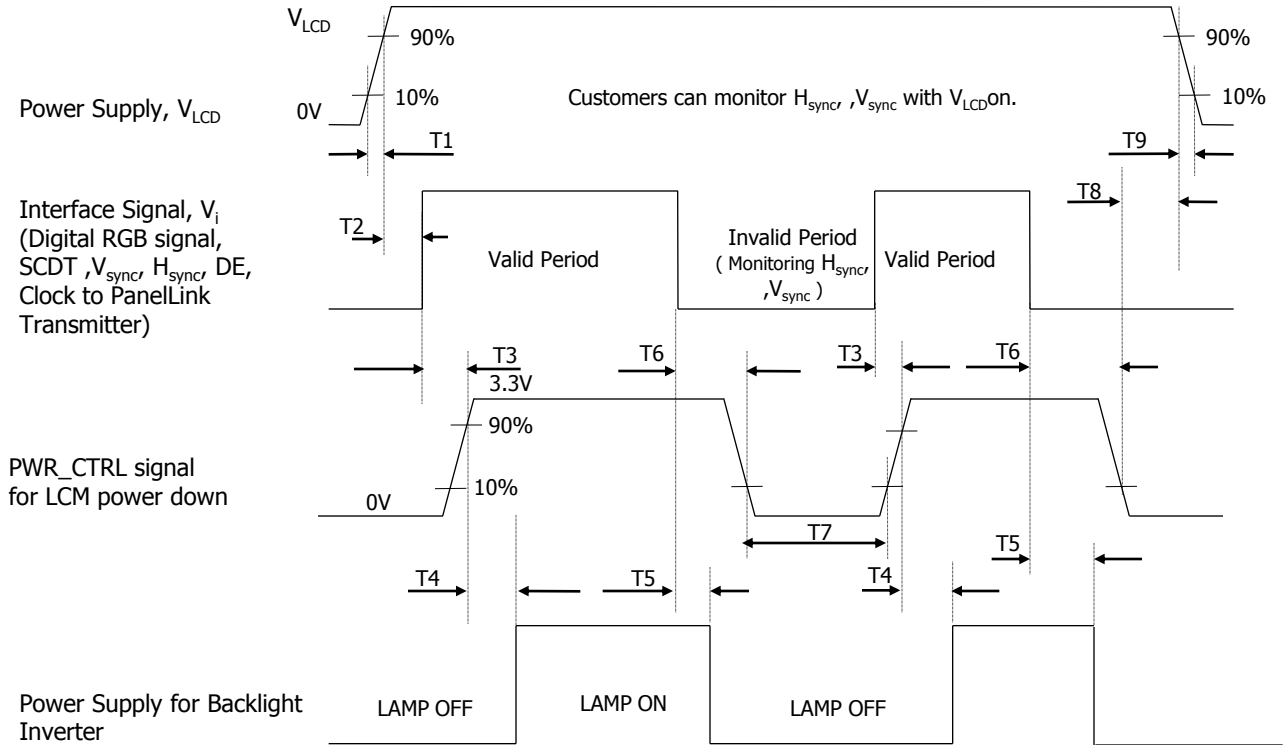 V_LCD
90%
90%
Power Supply, V_LCD
0V
10%
Customers can monitor H_sync, ,V_sync with V_LCDon.
10%
T1
T9
Interface Signal, V_i
(Digital RGB signal,
SCDT ,V_sync, H_sync, DE,
Clock to PanelLink
Transmitter)
T2
T8
Valid Period
Invalid Period
( Monitoring H_sync,
,V_sync )
Valid Period
T3
T6
T3
T6
3.3V
90%
PWR_CTRL signal
for LCM power down
10%
0V
T7
T5
T4
T5
T4
Power Supply for Backlight
Inverter
LAMP OFF
LAMP ON
LAMP OFF